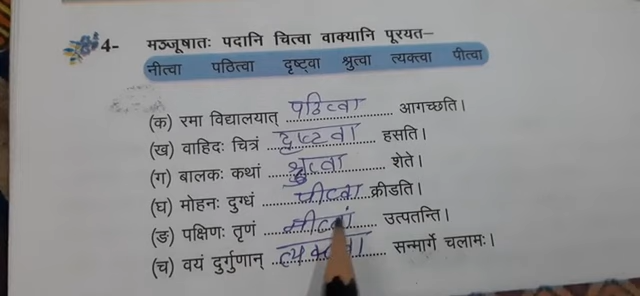 4- मञ्जूषातः पदानि चित्वा वाक्यानि पूरयत–
नीत्वा पठित्वा दृष्ट्वा श्रुत्वा त्यक्त्वा पीत्वा
(क) रमा विद्यालयात् पठित्वा आगच्छति।
(ख) वाहिदः चित्रं दृष्टवा हसति।
(ग) बालकः कथां श्रुत्वा शेते।
(घ) मोहनः दुग्धं पीत्वा क्रीडति।
(ङ) पक्षिणः तृणं नीत्वा उत्पतन्ति।
(च) वयं दुर्गुणान् त्यक्त्वा सन्मार्गे चलामः।